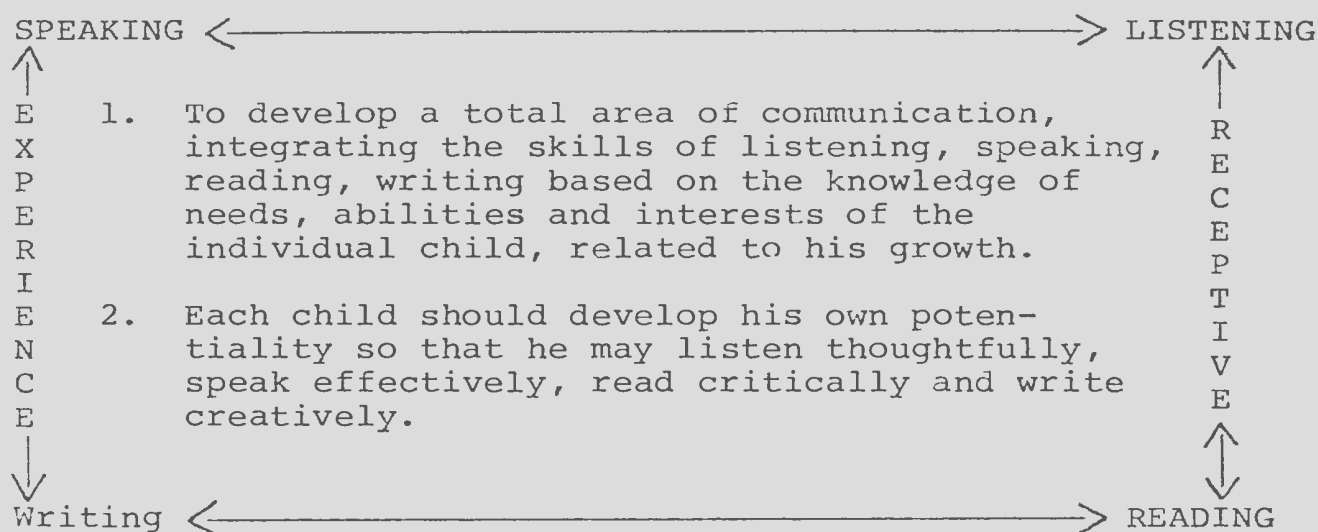 SPEAKING LISTENING
EXPERIENCE
1. To develop a total area of communication,
integrating the skills of listening, speaking,
reading, writing based on the knowledge of
needs, abilities and interests of the
individual child, related to his growth.
2. Each child should develop his own poten-
tiality so that he may listen thoughtfully,
speak effectively, read critically and write
creatively.
RECEPTIVE
Writing READING